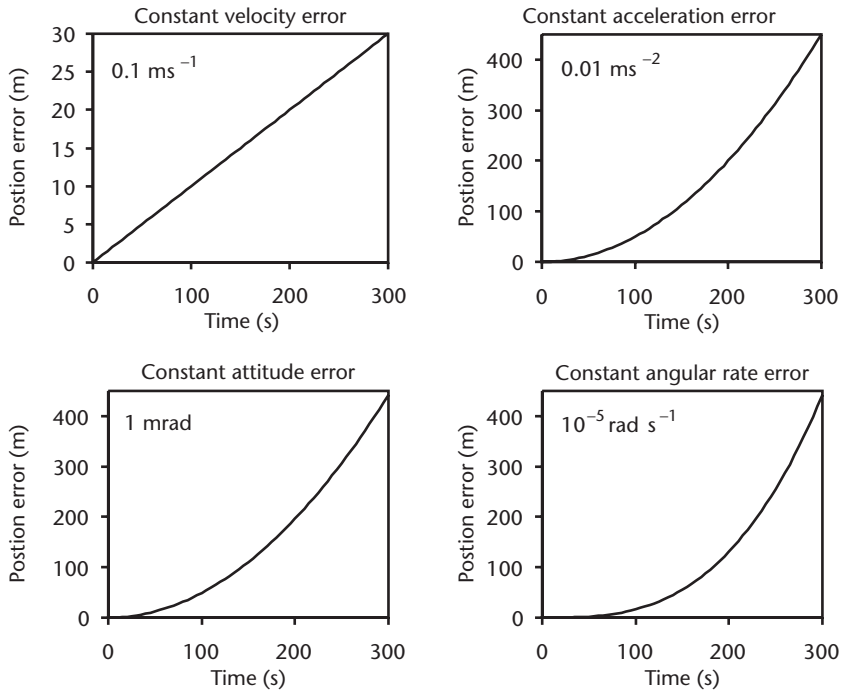 Constant velocity error
Postion error (m)
30
25
20
15
10
5
0
0.1 ms⁻¹
0 100 200 300
Time (s)
Constant acceleration error
Postion error (m)
400
300
200
100
0
0.01 ms⁻²
0 100 200 300
Time (s)
Constant attitude error
Postion error (m)
400
300
200
100
0
1 mrad
0 100 200 300
Time (s)
Constant angular rate error
Postion error (m)
400
300
200
100
0
10⁻⁵ rad s⁻¹
0 100 200 300
Time (s)